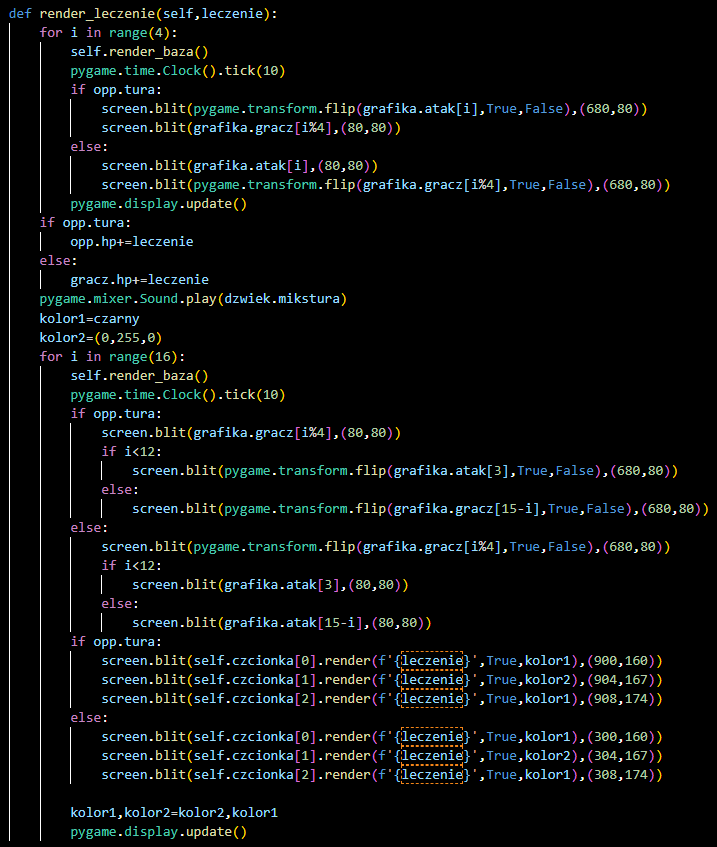 def render_leczenie(self,leczenie):
    for i in range(4):
        self.render_baza()
        pygame.time.Clock().tick(10)
        if opp.tura:
            screen.blit(pygame.transform.flip(grafika.atak[i],True,False),(680,80))
            screen.blit(grafika.gracz[i%4],(80,80))
        else:
            screen.blit(grafika.atak[i],(80,80))
            screen.blit(pygame.transform.flip(grafika.gracz[i%4],True,False),(680,80))
        pygame.display.update()
    if opp.tura:
        opp.hp+=leczenie
    else:
        gracz.hp+=leczenie
    pygame.mixer.Sound.play(dzwiek.mikstura)
    kolor1=czarny
    kolor2=(0,255,0)
    for i in range(16):
        self.render_baza()
        pygame.time.Clock().tick(10)
        if opp.tura:
            screen.blit(grafika.gracz[i%4],(80,80))
            if i<12:
                screen.blit(pygame.transform.flip(grafika.atak[3],True,False),(680,80))
            else:
                screen.blit(pygame.transform.flip(grafika.gracz[15-i],True,False),(680,80))
        else:
            screen.blit(pygame.transform.flip(grafika.gracz[i%4],True,False),(680,80))
            if i<12:
                screen.blit(grafika.atak[3],(80,80))
            else:
                screen.blit(grafika.atak[15-i],(80,80))
        if opp.tura:
            screen.blit(self.czcionka[0].render(f'{leczenie}',True,kolor1),(900,160))
            screen.blit(self.czcionka[1].render(f'{leczenie}',True,kolor2),(904,167))
            screen.blit(self.czcionka[2].render(f'{leczenie}',True,kolor1),(908,174))
        else:
            screen.blit(self.czcionka[0].render(f'{leczenie}',True,kolor1),(300,160))
            screen.blit(self.czcionka[1].render(f'{leczenie}',True,kolor2),(304,167))
            screen.blit(self.czcionka[2].render(f'{leczenie}',True,kolor1),(308,174))

        kolor1,kolor2=kolor2,kolor1
        pygame.display.update()